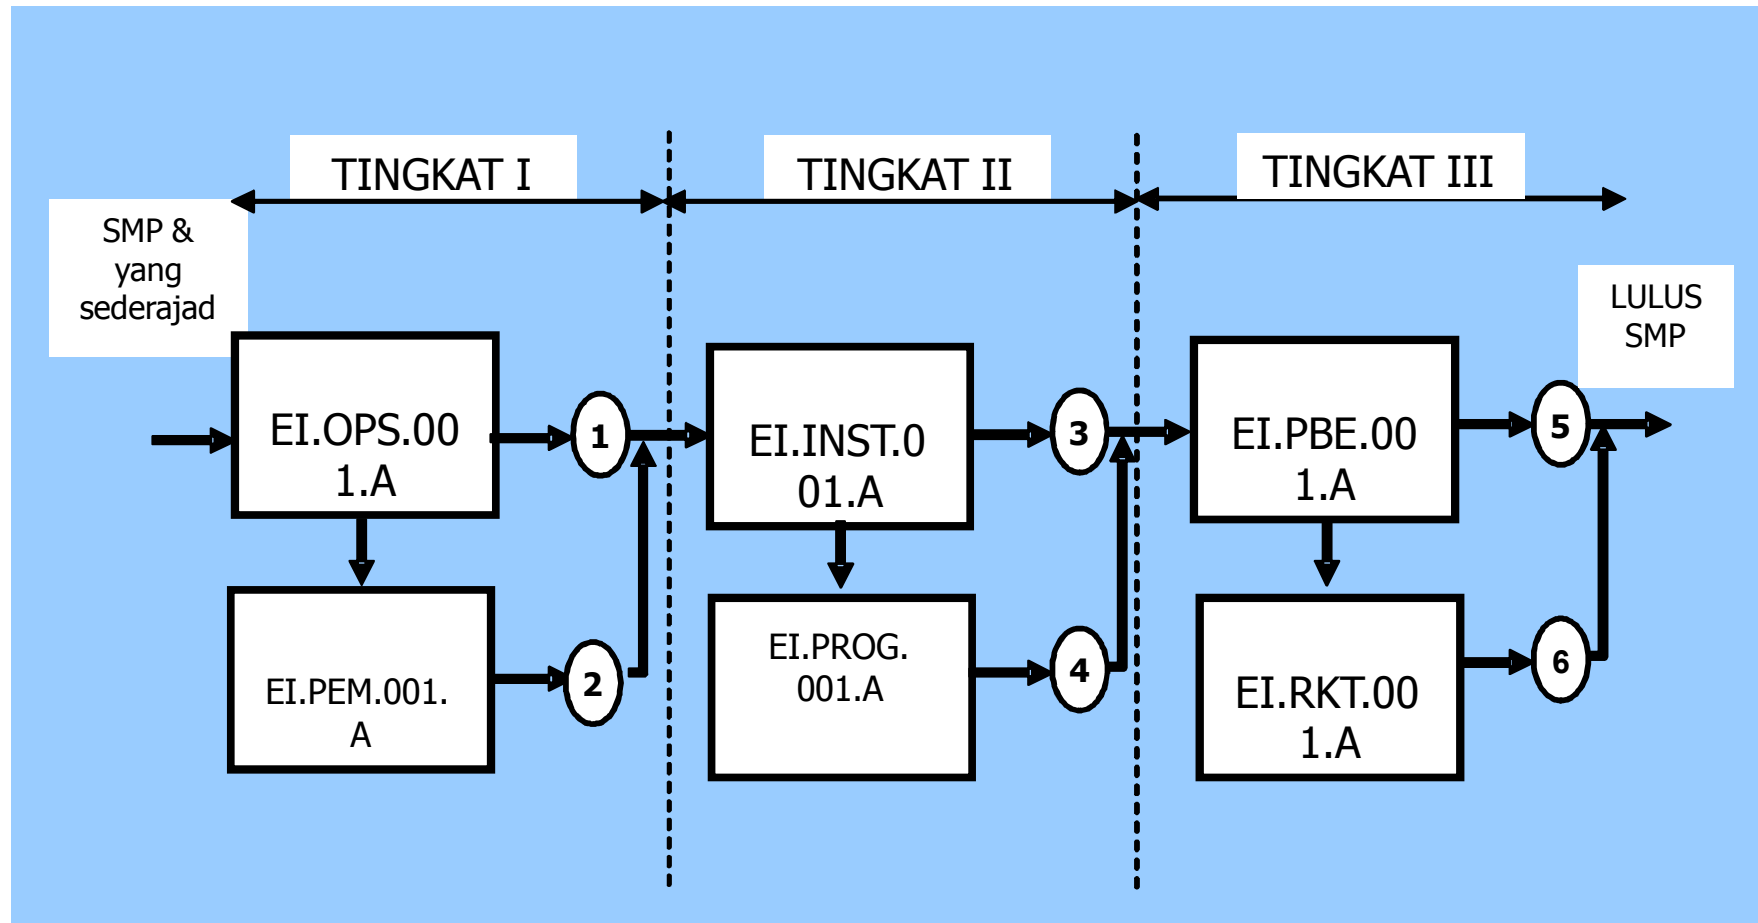 TINGKAT I
TINGKAT II
TINGKAT III
SMP &
yang
sederajad
LULUS
SMP
EI.OPS.00
1.A
1
EI.INST.0
01.A
3
EI.PBE.00
1.A
5
EI.PEM.001.
A
2
EI.PROG.
001.A
4
EI.RKT.00
1.A
6